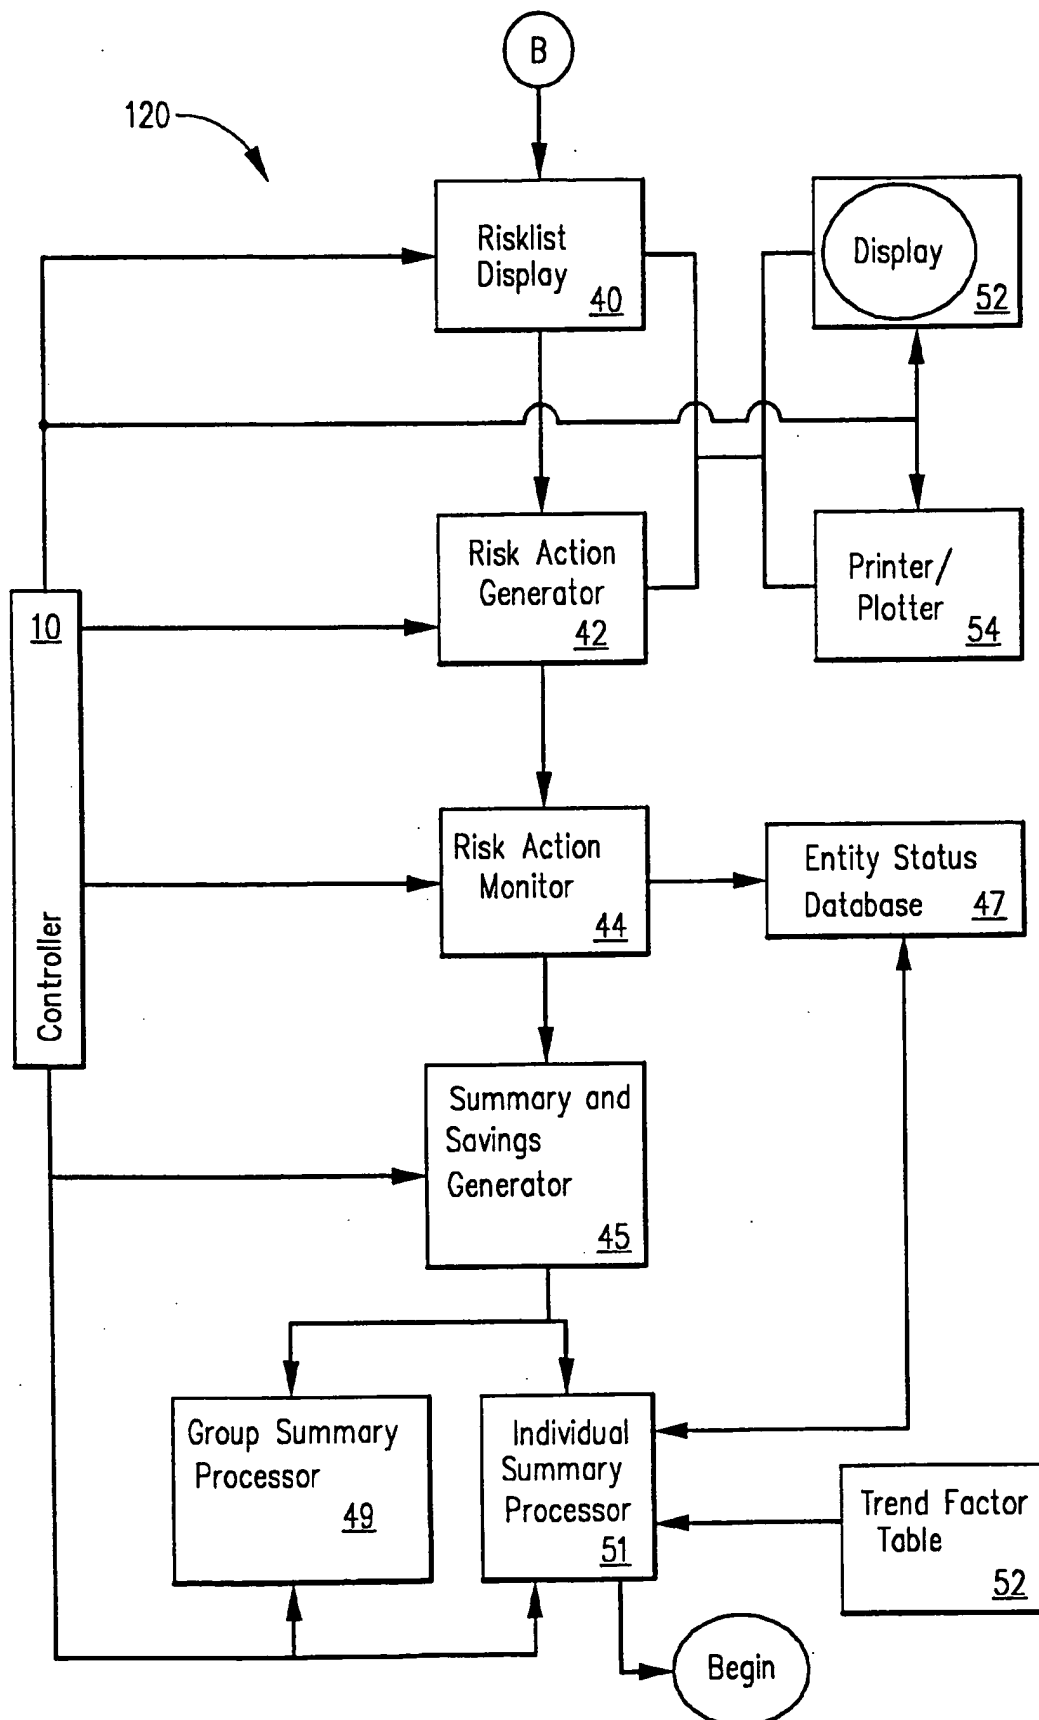 B
120
Risklist
Display
40
Display
52
Risk Action
Generator
42
Printer/
Plotter
54
10
Controller
Risk Action
Monitor
44
Entity Status
Database 47
Summary and
Savings
Generator
45
Group Summary
Processor
49
Individual
Summary
Processor
51
Trend Factor
Table
52
Begin